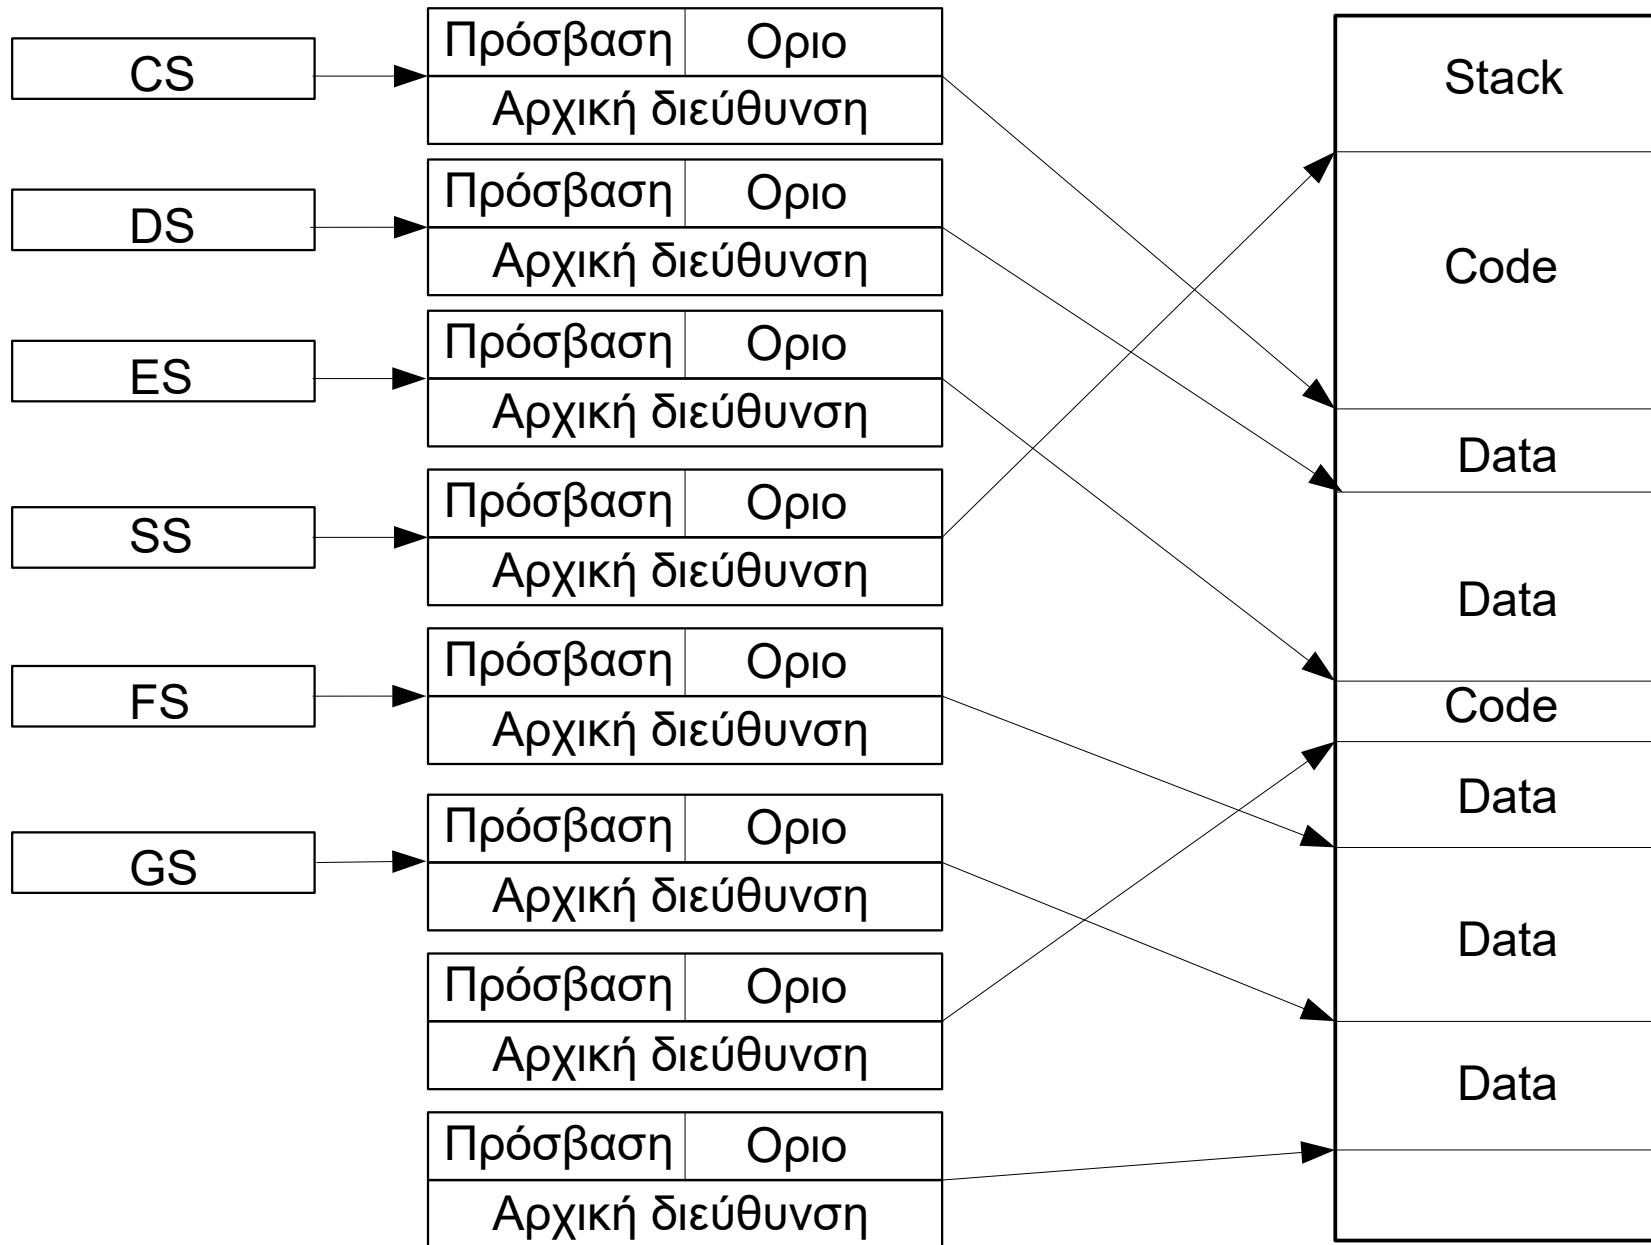 CS
Πρόσβαση Οριο
Αρχική διεύθυνση
DS
Πρόσβαση Οριο
Αρχική διεύθυνση
ES
Πρόσβαση Οριο
Αρχική διεύθυνση
SS
Πρόσβαση Οριο
Αρχική διεύθυνση
FS
Πρόσβαση Οριο
Αρχική διεύθυνση
GS
Πρόσβαση Οριο
Αρχική διεύθυνση
Πρόσβαση Οριο
Αρχική διεύθυνση
Πρόσβαση Οριο
Αρχική διεύθυνση
Stack
Code
Data
Data
Code
Data
Data
Data